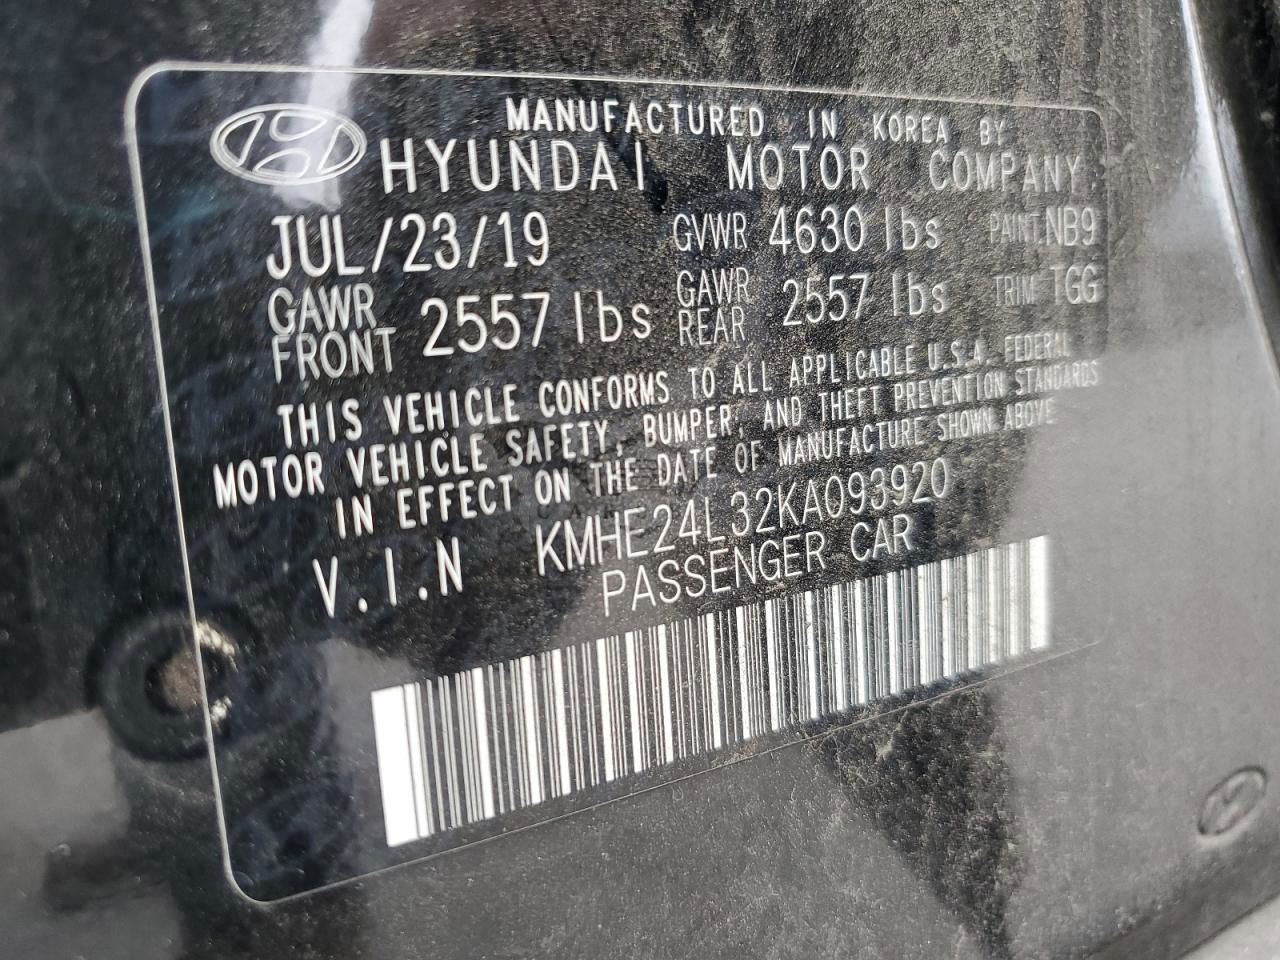 MANUFACTURED IN KOREA BY
HYUNDAI MOTOR COMPANY
JUL/23/19 GVWR 4630 lbs PAINT NB9
GAWR FRONT 2557 lbs GAWR REAR 2557 lbs TRIM TGG
THIS VEHICLE CONFORMS TO ALL APPLICABLE U.S.A. FEDERAL
MOTOR VEHICLE SAFETY, BUMPER, AND THEFT PREVENTION STANDARDS
IN EFFECT ON THE DATE OF MANUFACTURE SHOWN ABOVE
V.I.N KMHE24L32KA093920
PASSENGER CAR